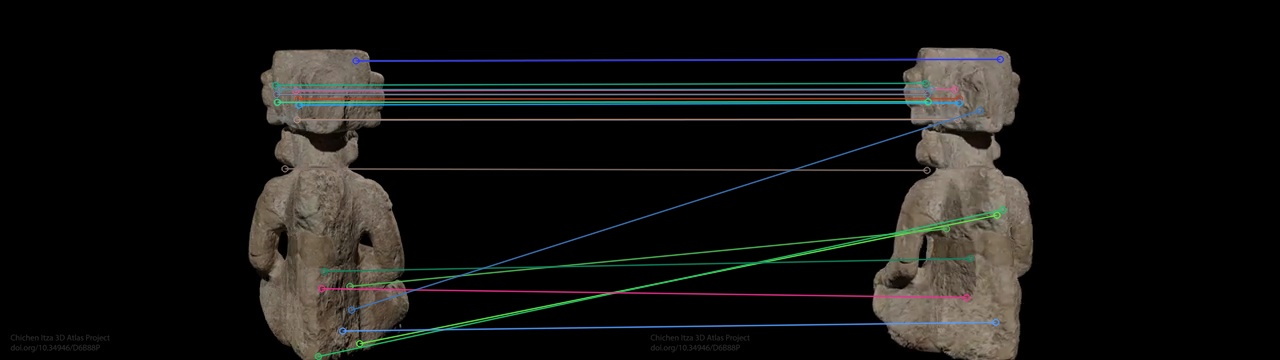 Chichen Itza 3D Atlas Project
doi.org/10.34946/D6B88P
Chichen Itza 3D Atlas Project
doi.org/10.34946/D6B88P